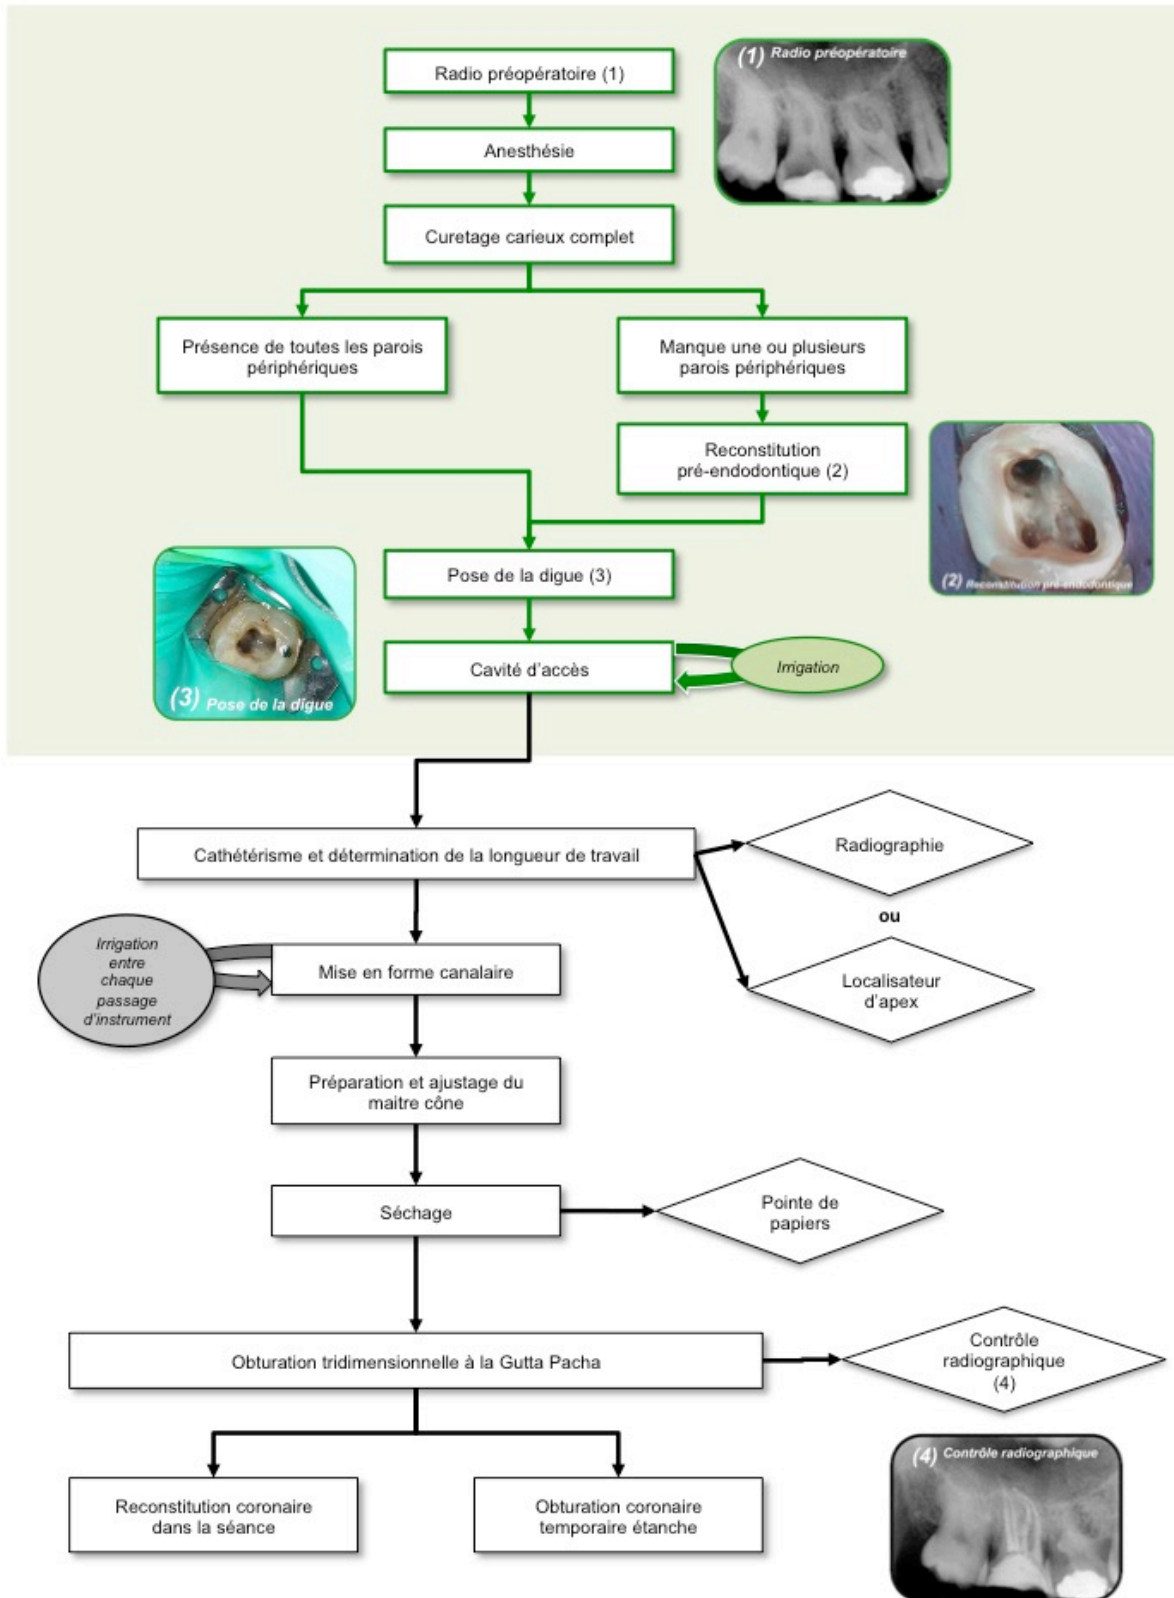 Radio préopératoire (1)
(1) Radio préopératoire
Anesthésie
Curetage carieux complet
Présence de toutes les parois
périphériques
Manque une ou plusieurs
parois périphériques
Reconstitution
pré-endodontique (2)
(2) Reconstitution pré-endodontique
Pose de la digue (3)
(3) Pose de la digue
Cavité d'accès
Irrigation
Cathétérisme et détermination de la longueur de travail
Radiographie
ou
Localisateur
d'apex
Irrigation
entre
chaque
passage
d'instrument
Mise en forme canalaire
Préparation et ajustage du
maitre cône
Séchage
Pointe de
papiers
Obturation tridimensionnelle à la Gutta Pacha
Contrôle
radiographique
(4)
(4) Contrôle radiographique
Reconstitution coronaire
dans la séance
Obturation coronaire
temporaire étanche